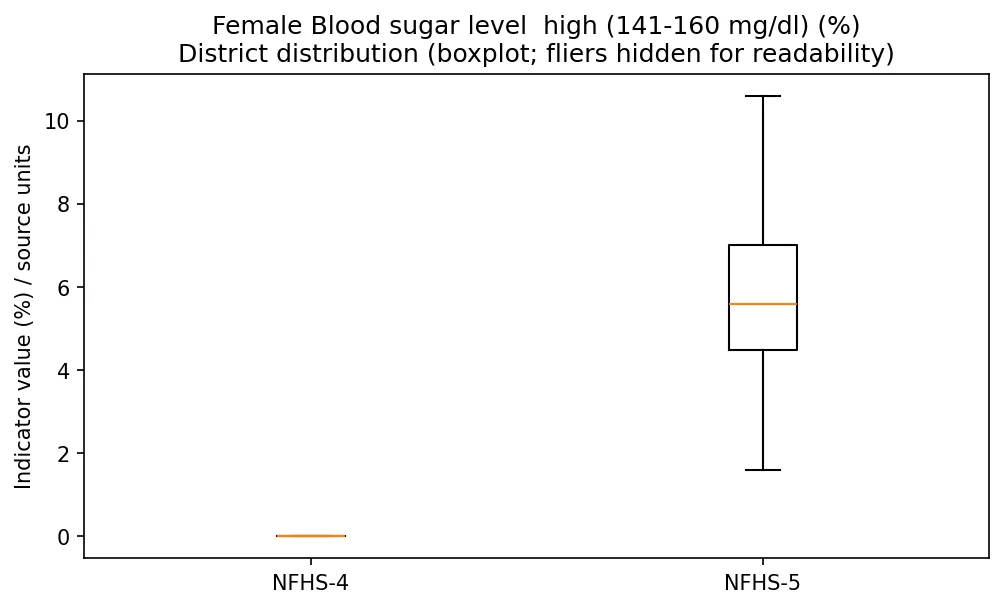 Female Blood sugar level  high (141-160 mg/dl) (%)
District distribution (boxplot; fliers hidden for readability)
Indicator value (%) / source units
10
8
6
4
2
0
NFHS-4
NFHS-5